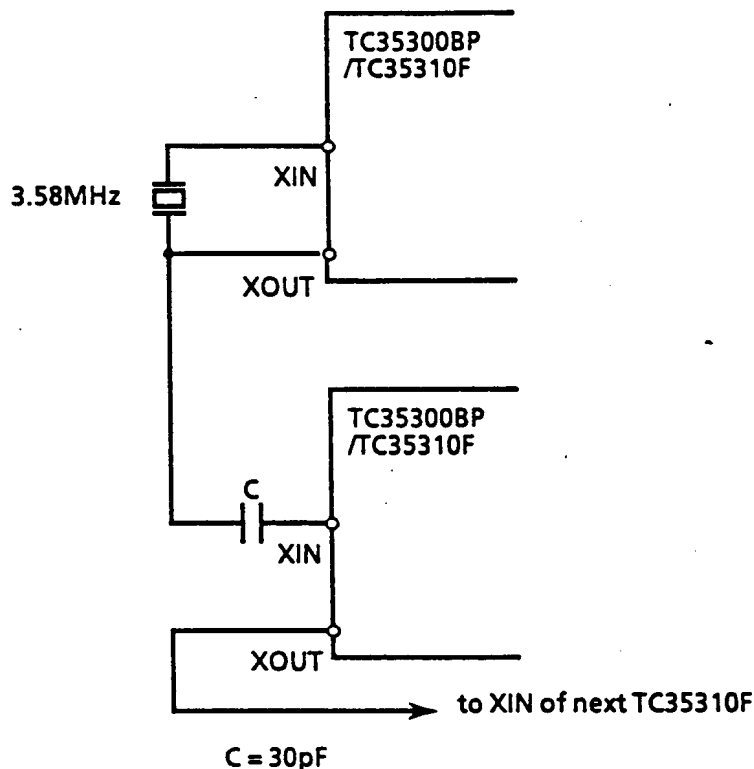 TC35300BP
/TC35310F
XIN
3.58MHz
XOUT
TC35300BP
/TC35310F
C
XIN
XOUT
to XIN of next TC35310F
C = 30pF